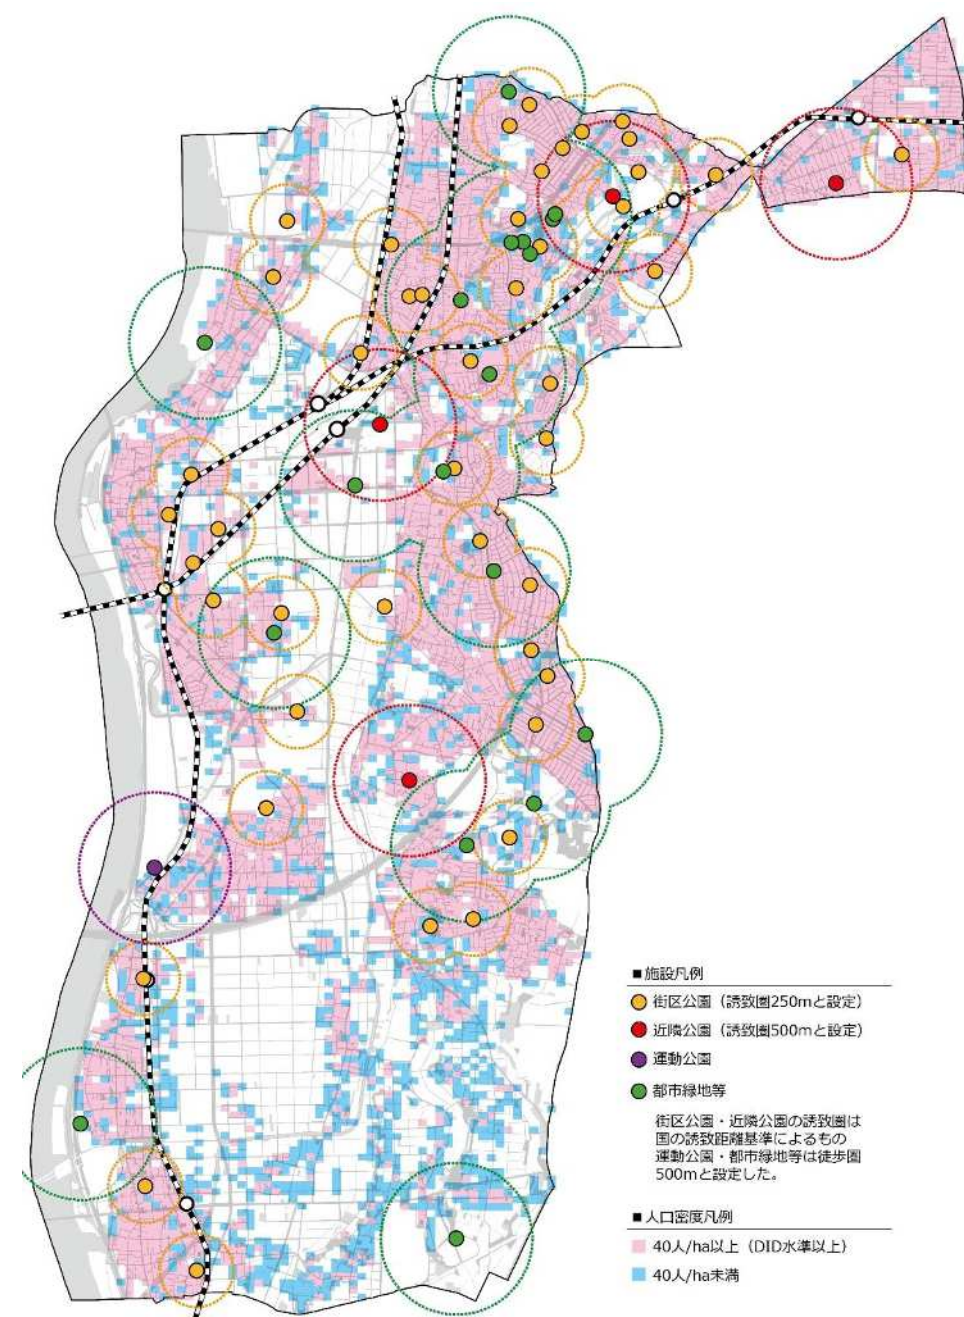 ■施設凡例
街区公園（誘致圏250mと設定）
近隣公園（誘致圏500mと設定）
運動公園
都市緑地等
街区公園・近隣公園の誘致圏は
国の誘致距離基準によるもの
運動公園・都市緑地等は徒歩圏
500mと設定した。
■人口密度凡例
40人/ha以上（DID水準以上）
40人/ha未満